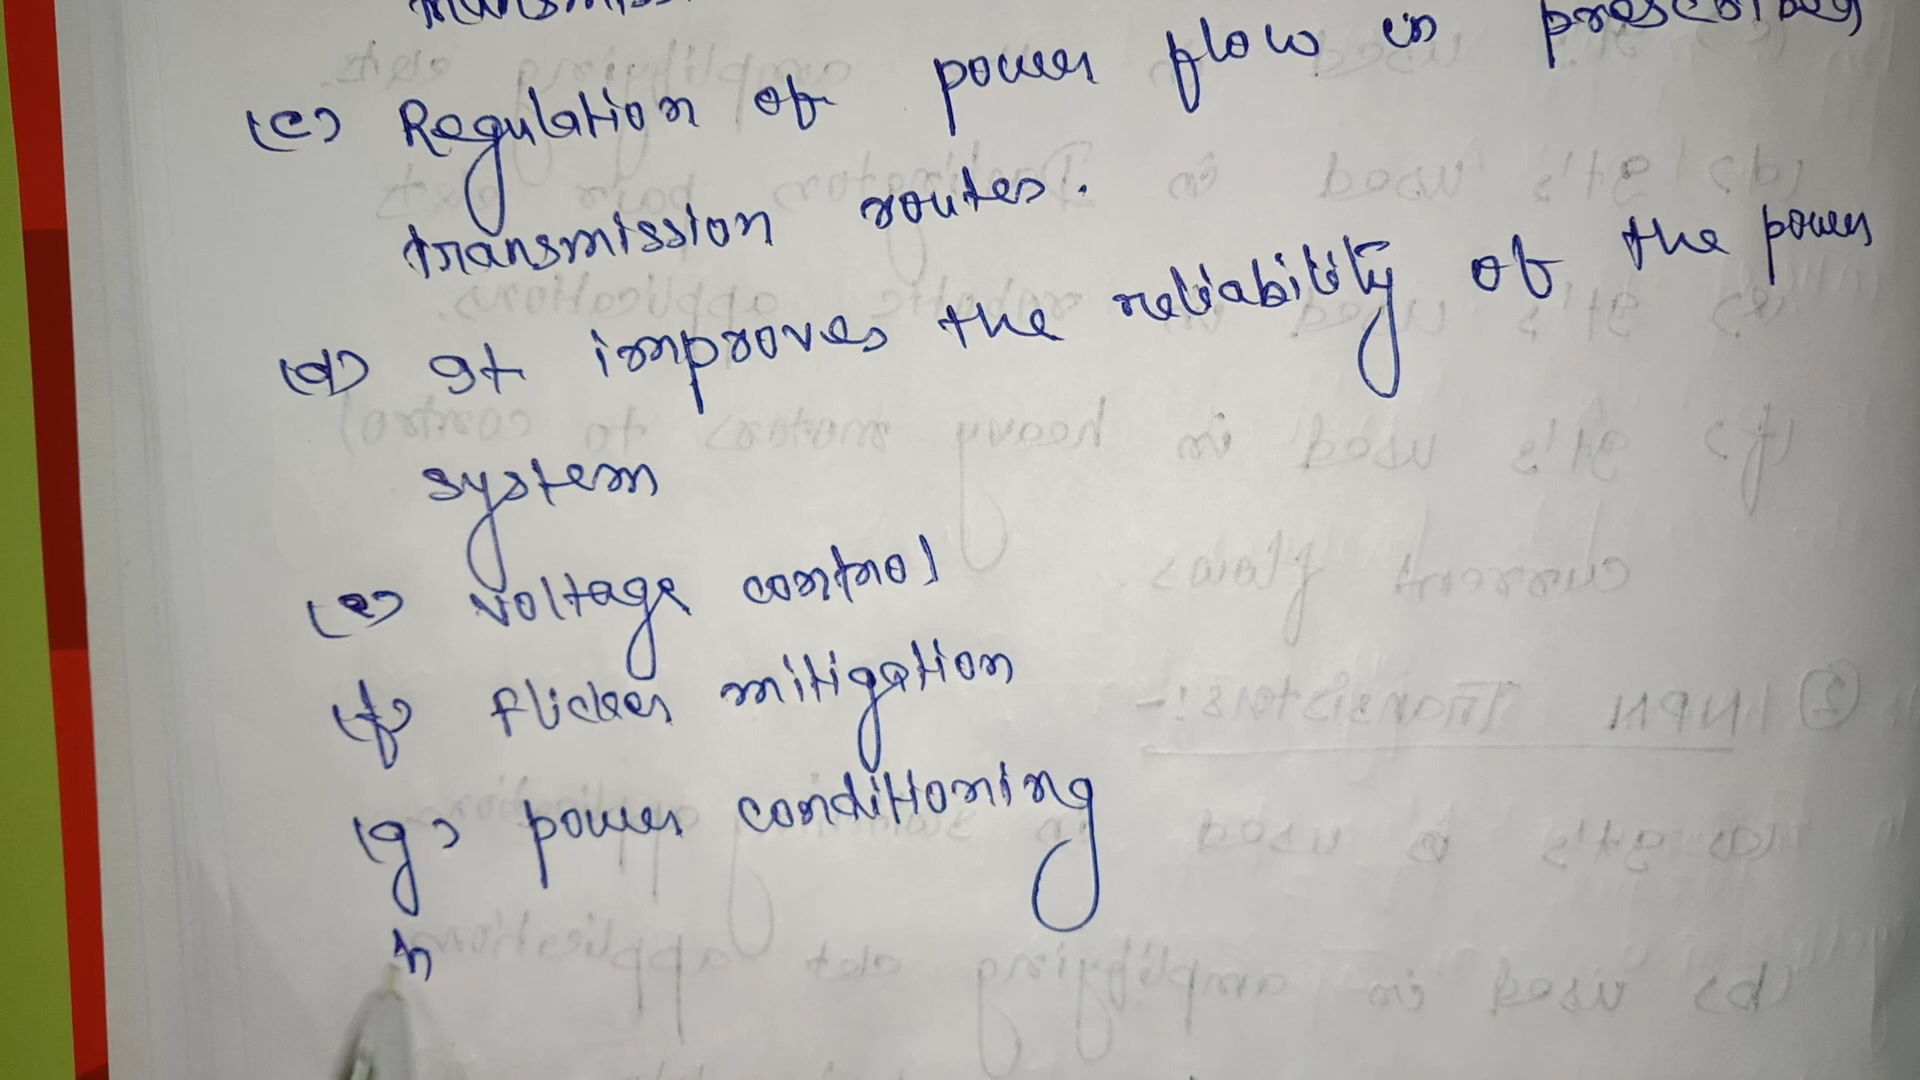 (c) Regulation of power flow in prescribed
transmission routes.
(d) It improves the reliability of the power
system
(e) Voltage control
(f) flicker mitigation
(g) power conditioning
h